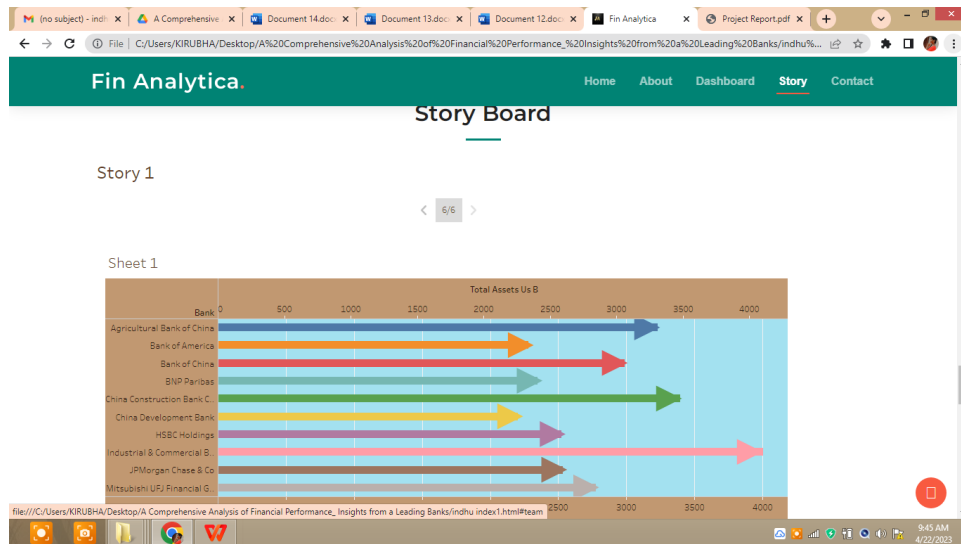 (no subject) - indh
A Comprehensive
Document 14.doc
Document 13.doc
Document 12.doc
Fin Analytica
Project Report.pdf
File | C:/Users/KIRUBHA/Desktop/A%20Comprehensive%20Analysis%20of%20Financial%20Performance_%20Insights%20from%20a%20Leading%20Banks/indhu%...
Fin Analytica.
Home About Dashboard Story Contact
Story Board
Story 1
6/6
Sheet 1
Total Assets Us B
Bank 0 500 1000 1500 2000 2500 3000 3500 4000
Agricultural Bank of China
Bank of America
Bank of China
BNP Paribas
China Construction Bank C..
China Development Bank
HSBC Holdings
Industrial & Commercial B..
JPMorgan Chase & Co
Mitsubishi UFJ Financial G..
2500 3000 3500 4000
file:///C:/Users/KIRUBHA/Desktop/A Comprehensive Analysis of Financial Performance_ Insights from a Leading Banks/indhu index1.html#team
9:45 AM
4/22/2023